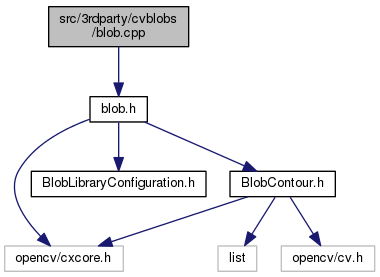 src/3rdparty/cvblobs
/blob.cpp
blob.h
BlobLibraryConfiguration.h
BlobContour.h
opencv/cxcore.h
list
opencv/cv.h